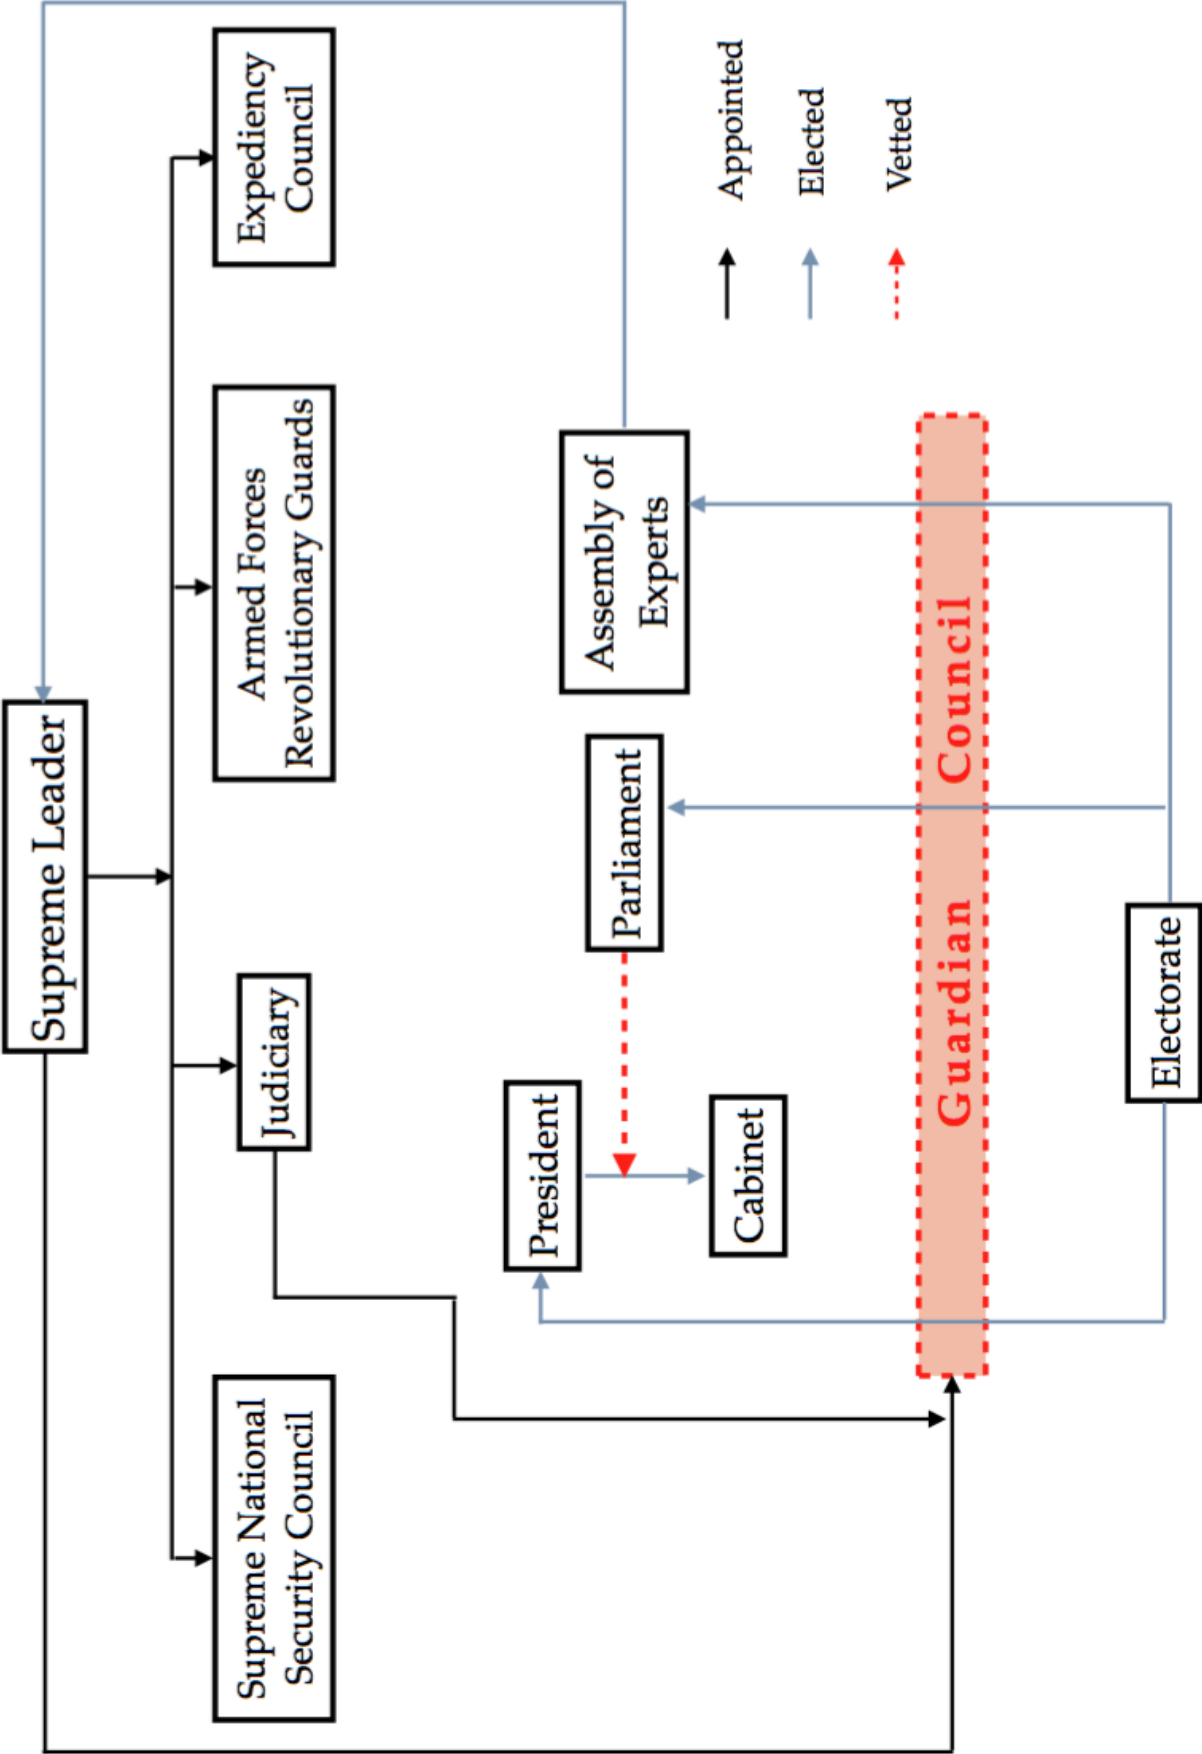 Supreme Leader
Supreme National
Security Council
Judiciary
Armed Forces
Revolutionary Guards
Expediency
Council
President
Cabinet
Parliament
Assembly of
Experts
Appointed
Elected
Vetted
Guardian Council
Electorate